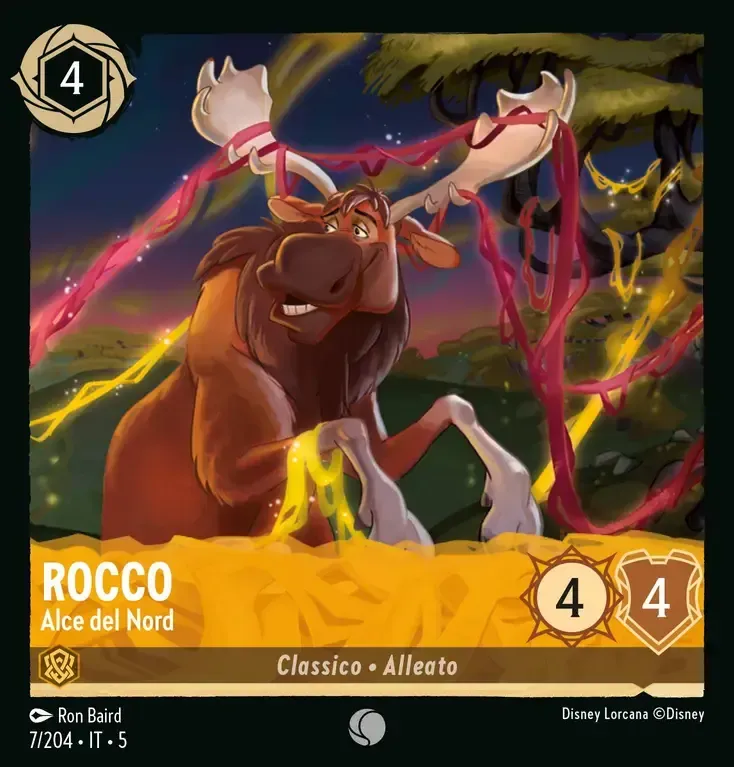 4
ROCCO
Alce del Nord
4 4
Classico • Alleato
Ron Baird
Disney Lorcana ©Disney
7/204 • IT • 5